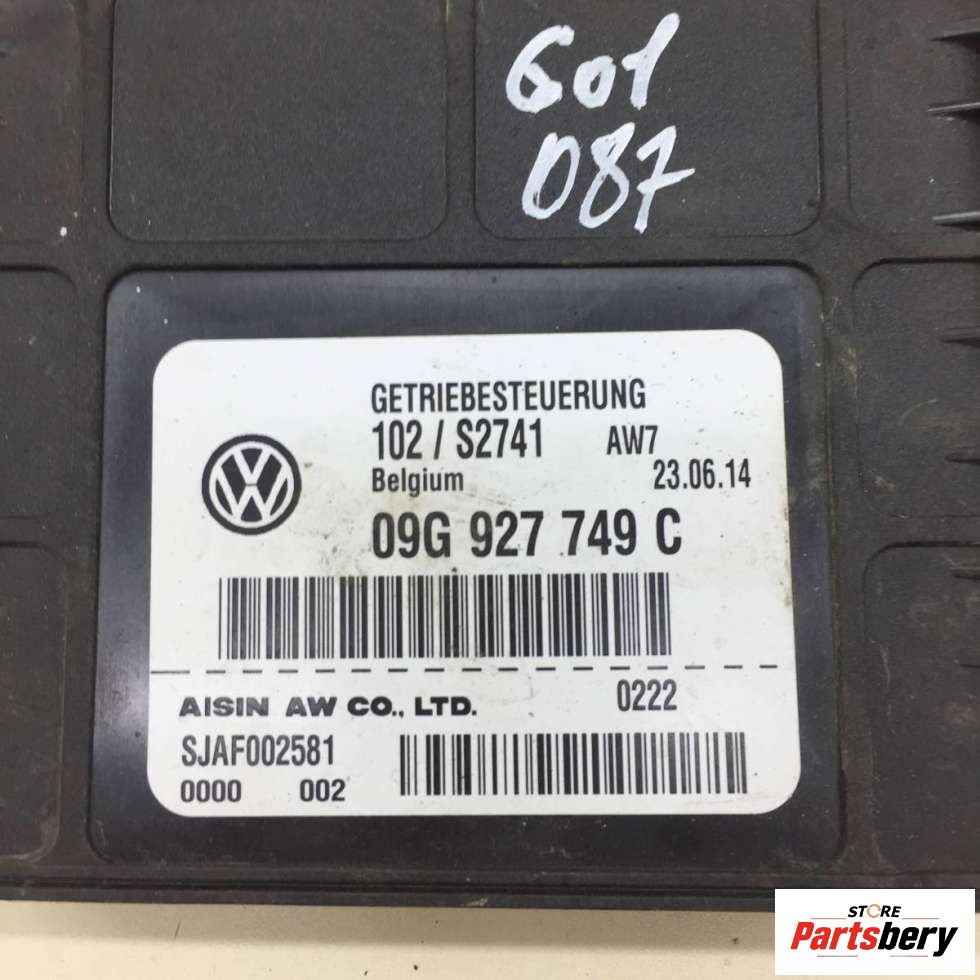 601
087
GETRIEBESTEUERUNG
102 / S2741 AW7
Belgium 23.06.14
09G 927 749 C
AISIN AW CO., LTD. 0222
SJAF002581
0000 002
STORE
Partsbery